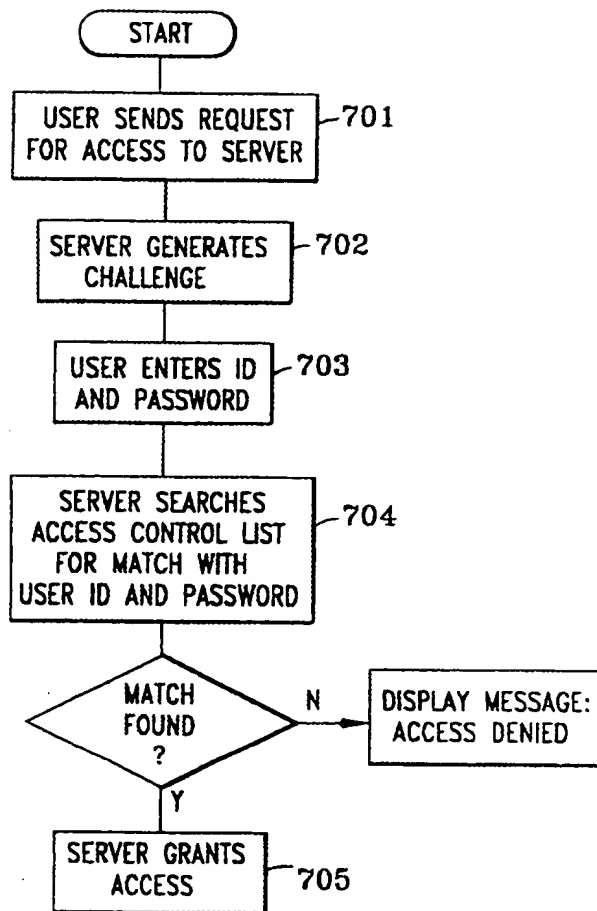 START
USER SENDS REQUEST
FOR ACCESS TO SERVER
701
SERVER GENERATES
CHALLENGE
702
USER ENTERS ID
AND PASSWORD
703
SERVER SEARCHES
ACCESS CONTROL LIST
FOR MATCH WITH
USER ID AND PASSWORD
704
MATCH
FOUND
?
N
DISPLAY MESSAGE:
ACCESS DENIED
Y
SERVER GRANTS
ACCESS
705